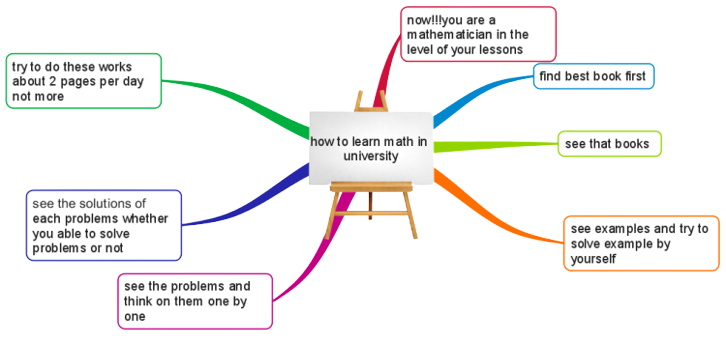 how to learn math in
university
now!!!you are a
mathematician in the
level of your lessons
find best book first
see that books
see examples and try to
solve example by
yourself
see the problems and
think on them one by
one
see the solutions of
each problems whether
you able to solve
problems or not
try to do these works
about 2 pages per day
not more